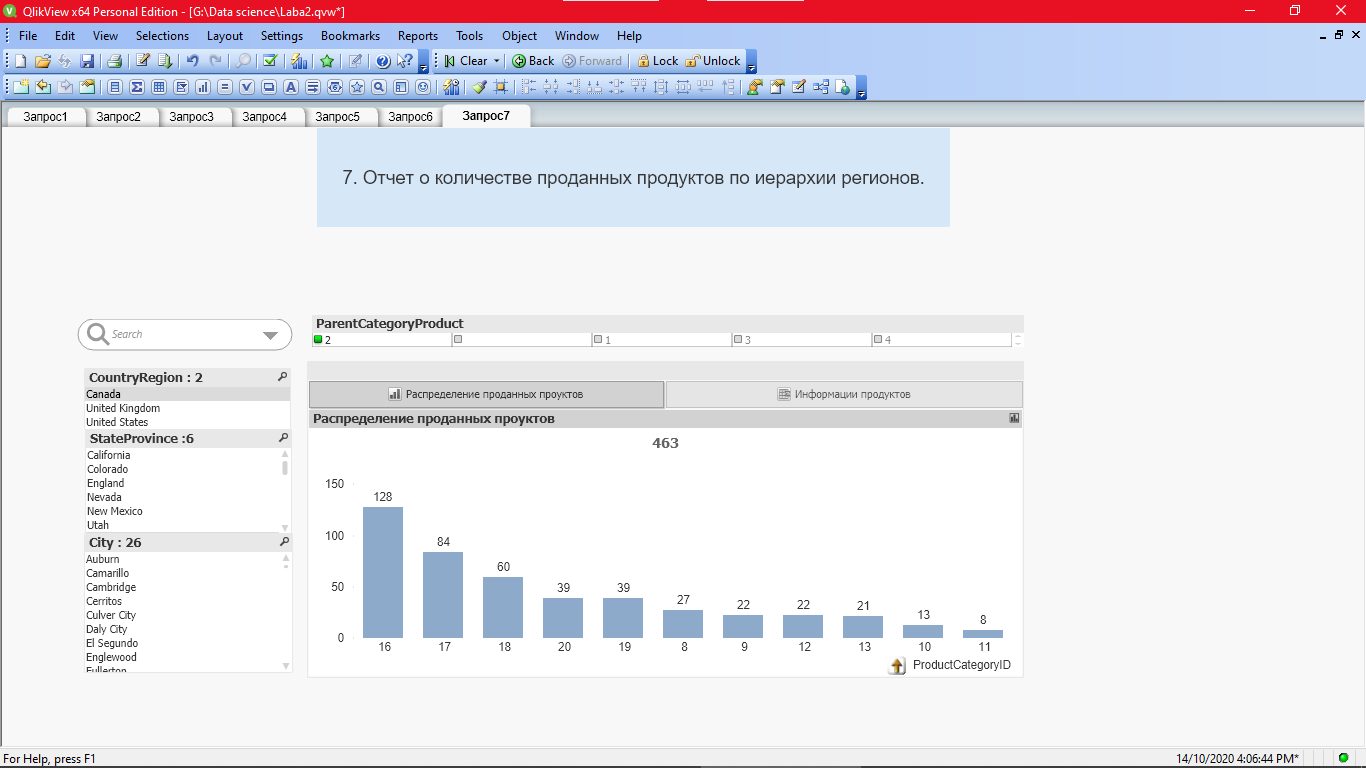 QlikView x64 Personal Edition - [G:\Data science\Laba2.qvw*]
File Edit View Selections Layout Settings Bookmarks Reports Tools Object Window Help
Clear Back Forward Lock Unlock
Запрос1 Запрос2 Запрос3 Запрос4 Запрос5 Запрос6 Запрос7
7. Отчет о количестве проданных продуктов по иерархии регионов.
Search
ParentCategoryProduct
2 1 3 4
CountryRegion : 2
Canada
United Kingdom
United States
StateProvince :6
California
Colorado
England
Nevada
New Mexico
Utah
City : 26
Auburn
Camarillo
Cambridge
Cerritos
Culver City
Daly City
El Segundo
Englewood
Fullerton
Распределение проданных проуктов Информации продуктов
Распределение проданных проуктов
463
150
100
50
0
128 84 60 39 39 27 22 22 21 13 8
16 17 18 20 19 8 9 12 13 10 11
ProductCategoryID
For Help, press F1 14/10/2020 4:06:44 PM*